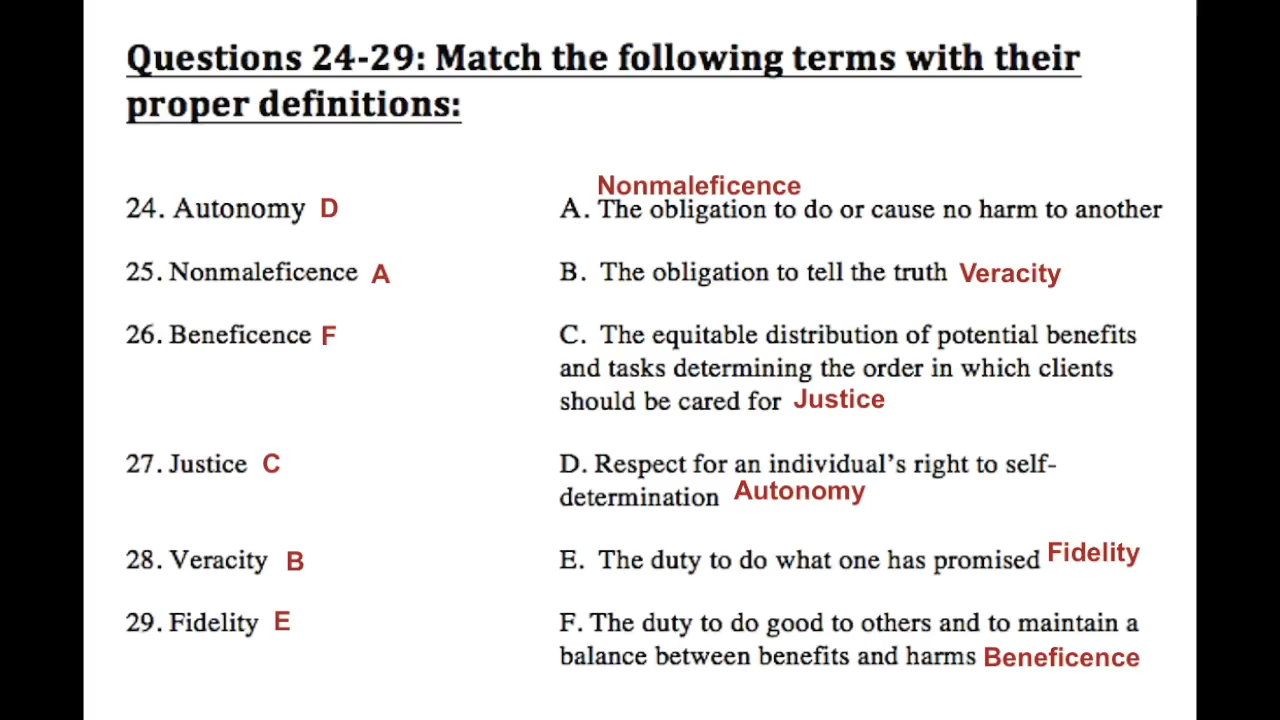 Questions 24-29: Match the following terms with their
proper definitions:
24. Autonomy D
Nonmaleficence
A. The obligation to do or cause no harm to another
25. Nonmaleficence A
B. The obligation to tell the truth Veracity
26. Beneficence F
C. The equitable distribution of potential benefits
and tasks determining the order in which clients
should be cared for Justice
27. Justice C
D. Respect for an individual's right to self-
determination Autonomy
28. Veracity B
E. The duty to do what one has promised Fidelity
29. Fidelity E
F. The duty to do good to others and to maintain a
balance between benefits and harms Beneficence